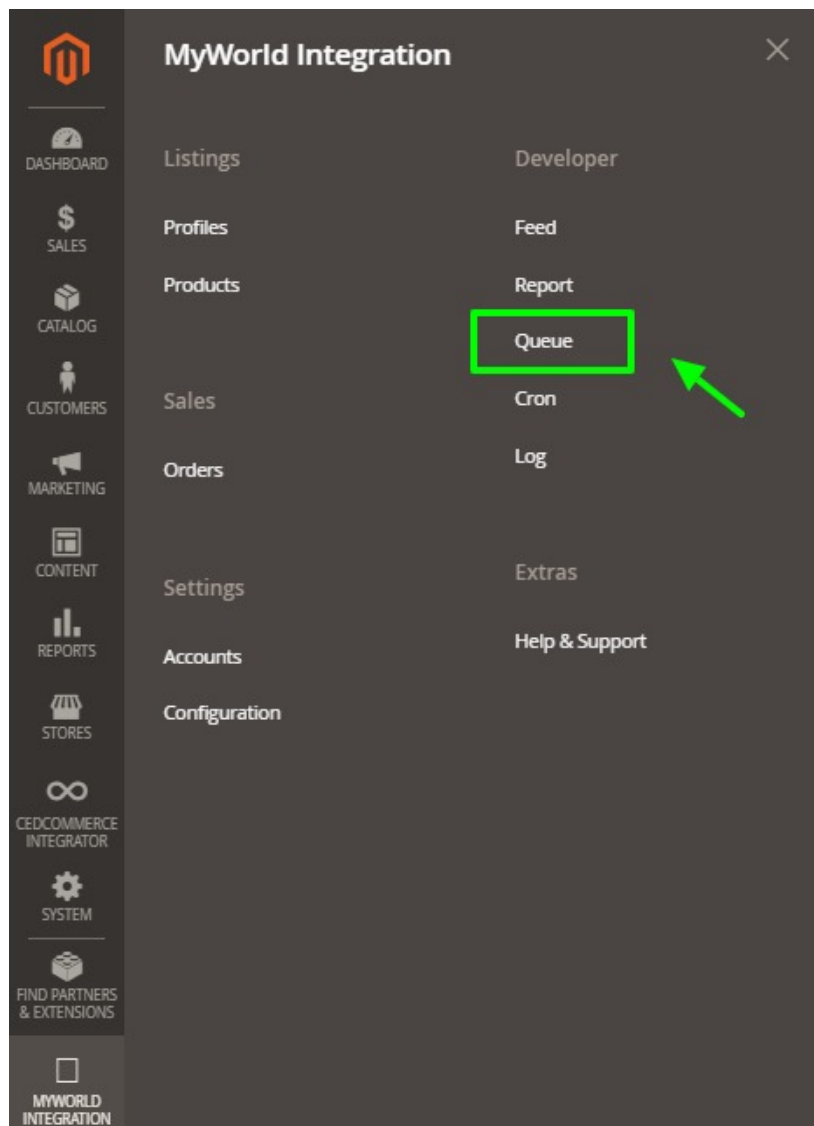 MyWorld Integration
DASHBOARD
SALES
CATALOG
CUSTOMERS
MARKETING
CONTENT
REPORTS
STORES
CEDCOMMERCE
INTEGRATOR
SYSTEM
FIND PARTNERS
& EXTENSIONS
MYWORLD
INTEGRATION
Listings
Profiles
Products
Sales
Orders
Settings
Accounts
Configuration
Developer
Feed
Report
Queue
Cron
Log
Extras
Help & Support